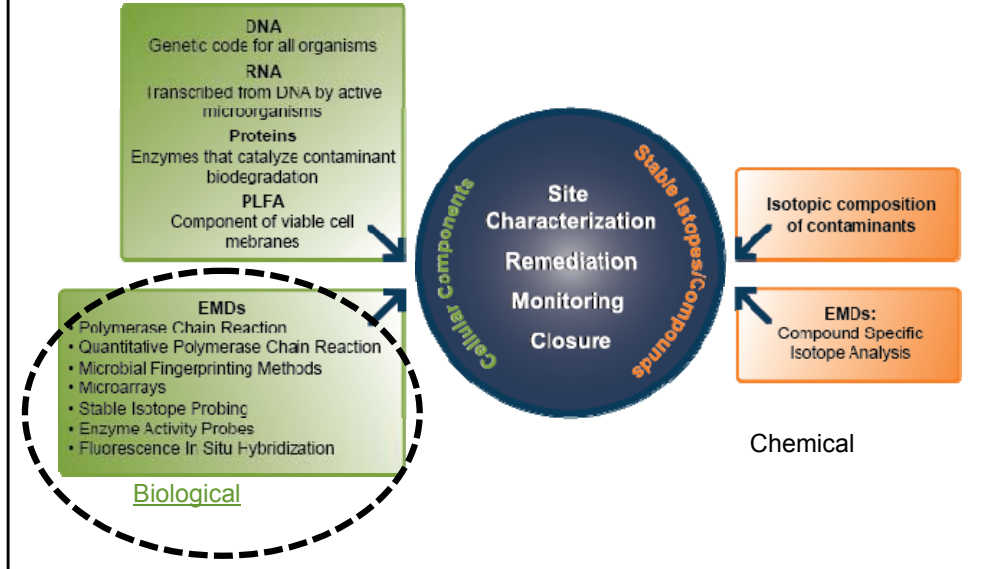 DNA
Genetic code for all organisms
RNA
Transcribed from DNA by active
microorganisms
Proteins
Enzymes that catalyze contaminant
biodegradation
PLFA
Component of viable cell
mebranes
EMDs
• Polymerase Chain Reaction
• Quantitative Polymerase Chain Reaction
• Microbial Fingerprinting Methods
• Microarrays
• Stable Isotope Probing
• Enzyme Activity Probes
• Fluorescence In Situ Hybridization
Biological
Cellular Components
Site
Characterization
Remediation
Monitoring
Closure
Stable Istopes/Compounds
Isotopic composition
of contaminants
EMDs:
Compound Specific
Isotope Analysis
Chemical